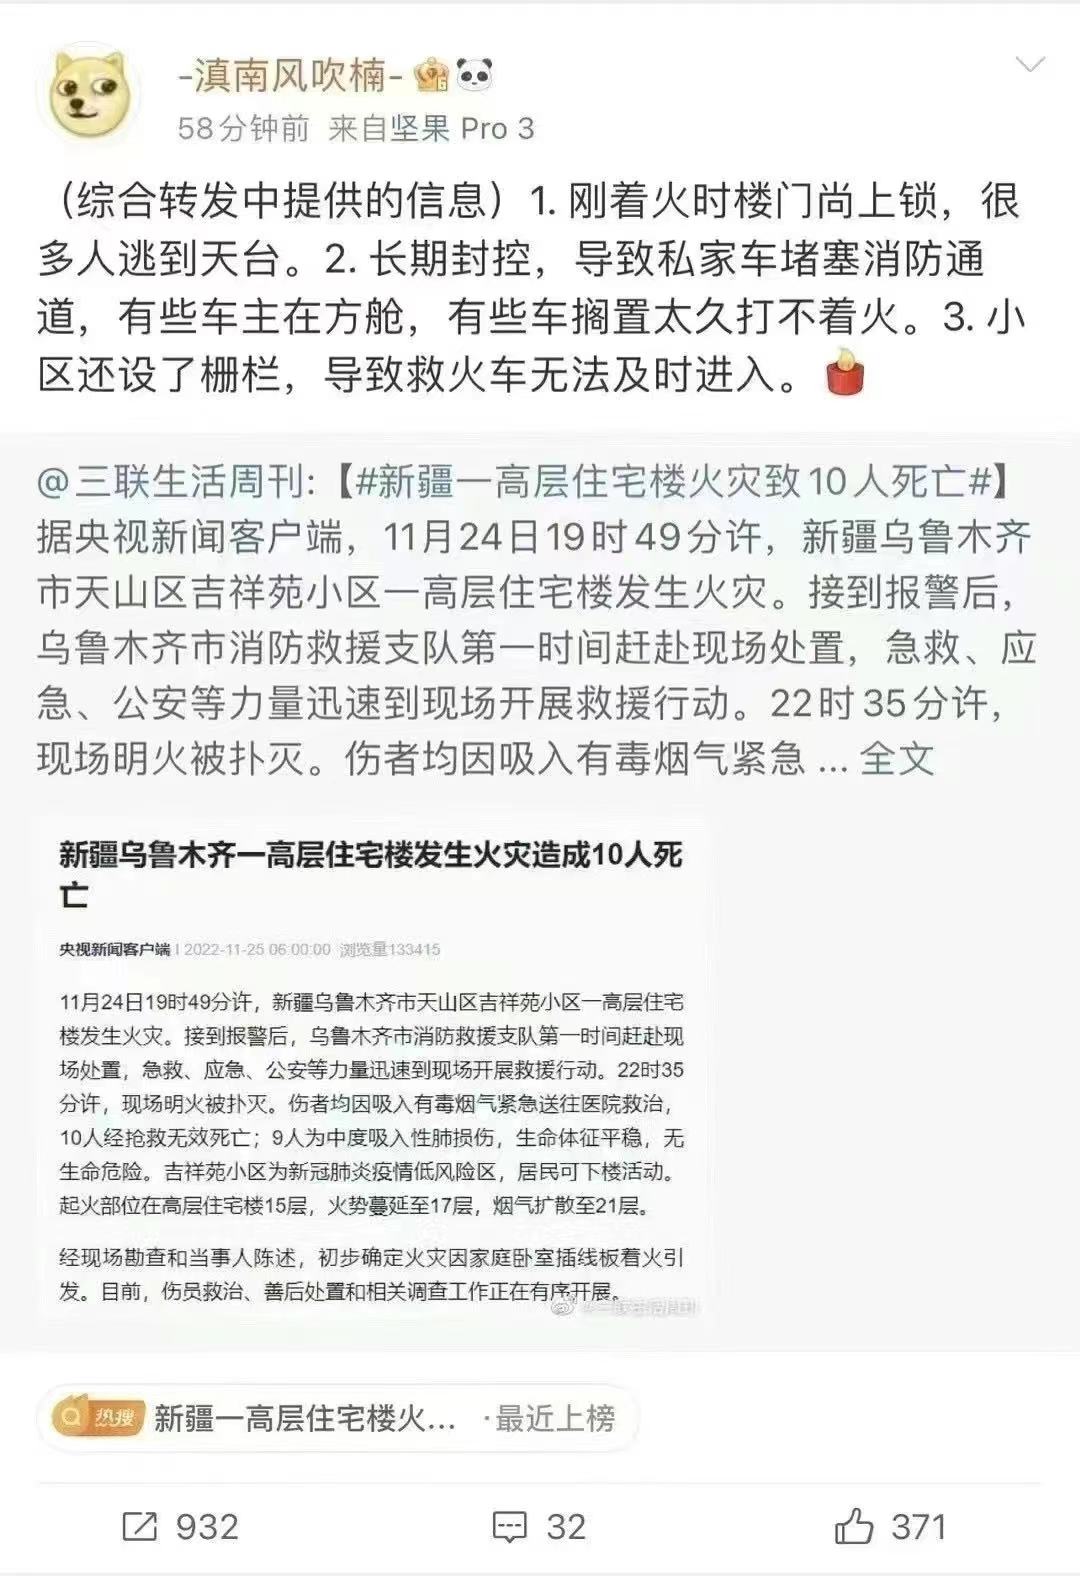 -滇南风吹楠-
58分钟前 来自坚果 Pro 3
（综合转发中提供的信息）1. 刚着火时楼门尚上锁，很
多人逃到天台。2. 长期封控，导致私家车堵塞消防通
道，有些车主在方舱，有些车搁置太久打不着火。3. 小
区还设了栅栏，导致救火车无法及时进入。
@三联生活周刊:【#新疆一高层住宅楼火灾致10人死亡#】
据央视新闻客户端，11月24日19时49分许，新疆乌鲁木齐
市天山区吉祥苑小区一高层住宅楼发生火灾。接到报警后，
乌鲁木齐市消防救援支队第一时间赶赴现场处置，急救、应
急、公安等力量迅速到现场开展救援行动。22时35分许，
现场明火被扑灭。伤者均因吸入有毒烟气紧急 ... 全文
新疆乌鲁木齐一高层住宅楼发生火灾造成10人死
亡
央视新闻客户端 | 2022-11-25 06:00:00 浏览量133415
11月24日19时49分许，新疆乌鲁木齐市天山区吉祥苑小区一高层住宅
楼发生火灾。接到报警后，乌鲁木齐市消防救援支队第一时间赶赴现
场处置，急救、应急、公安等力量迅速到现场开展救援行动。22时35
分许，现场明火被扑灭。伤者均因吸入有毒烟气紧急送往医院救治，
10人经抢救无效死亡；9人为中度吸入性肺损伤，生命体征平稳，无
生命危险。吉祥苑小区为新冠肺炎疫情低风险区，居民可下楼活动。
起火部位在高层住宅楼15层，火势蔓延至17层，烟气扩散至21层。
经现场勘查和当事人陈述，初步确定火灾因家庭卧室插线板着火引
发。目前，伤员救治、善后处置和相关调查工作正在有序开展。
@三联生活周刊
热搜 新疆一高层住宅楼火... ·最近上榜
932 32 371